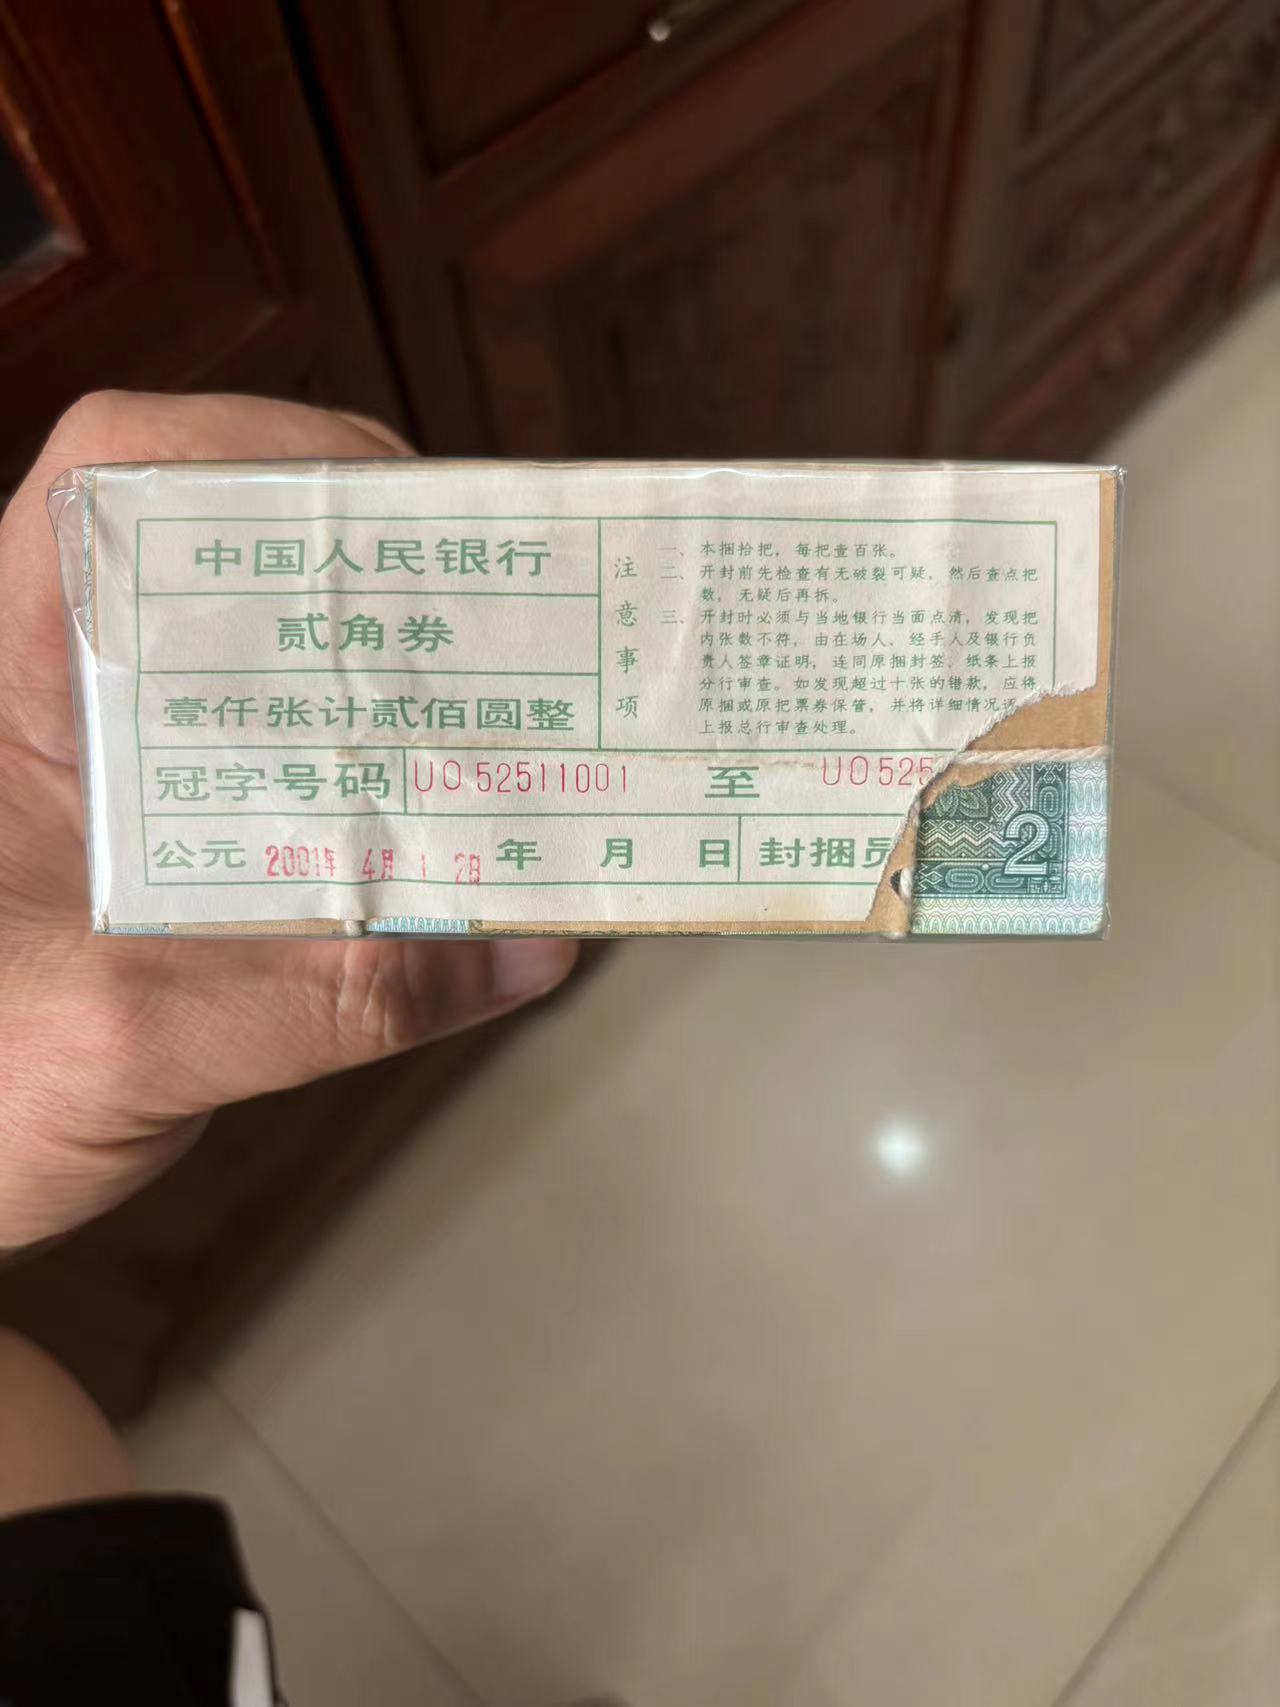 中国人民银行
贰角券
壹仟张计贰佰圆整
注意事项
一、本捆拾把，每把壹百张。
二、开封前先检查有无破裂可疑，然后查点把
数，无疑后再拆。
三、开封时必须与当地银行当面点清，发现把
内张数不符，由在场人、经手人及银行负
责人签章证明，连同原捆封签、纸条上报
分行审查。如发现超过十张的错款，应将
原捆或原把票券保管，并将详细情况逐
上报总行审查处理。
冠字号码 UO 52511001 至 UO 525
公元 2001年 4月 1 2日 年 月 日 封捆员
2